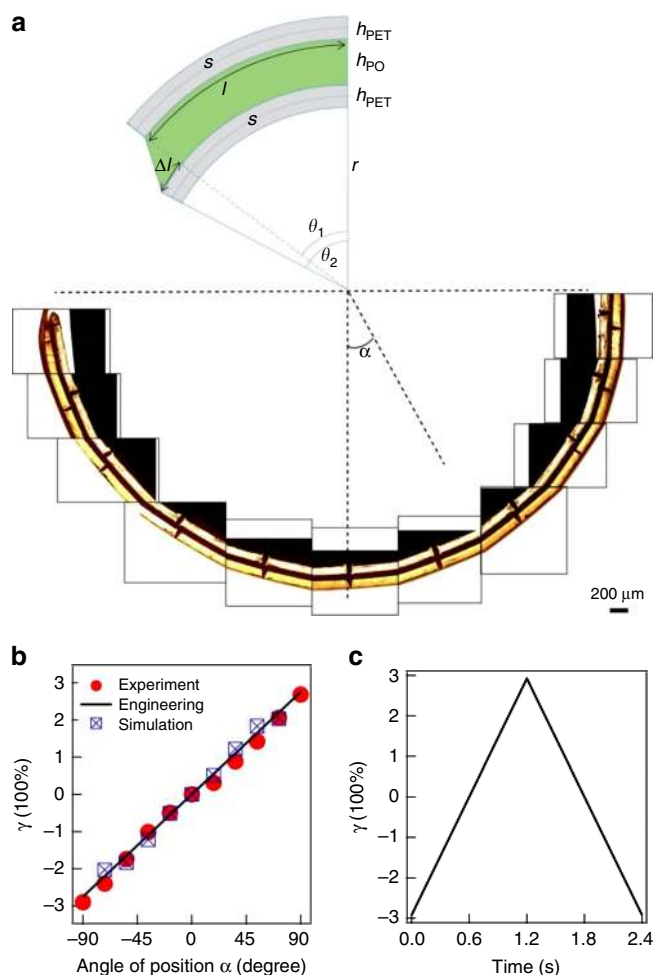 a
h_PET
s
h_PO
l
h_PET
s
Δl
r
θ₁
θ₂
α
200 μm
b
3
2
1
0
−1
−2
−3
γ (100%)
Experiment
Engineering
Simulation
−90
−45
0
45
90
Angle of position α (degree)
c
3
2
1
0
−1
−2
−3
γ (100%)
0.0
0.6
1.2
1.8
2.4
Time (s)